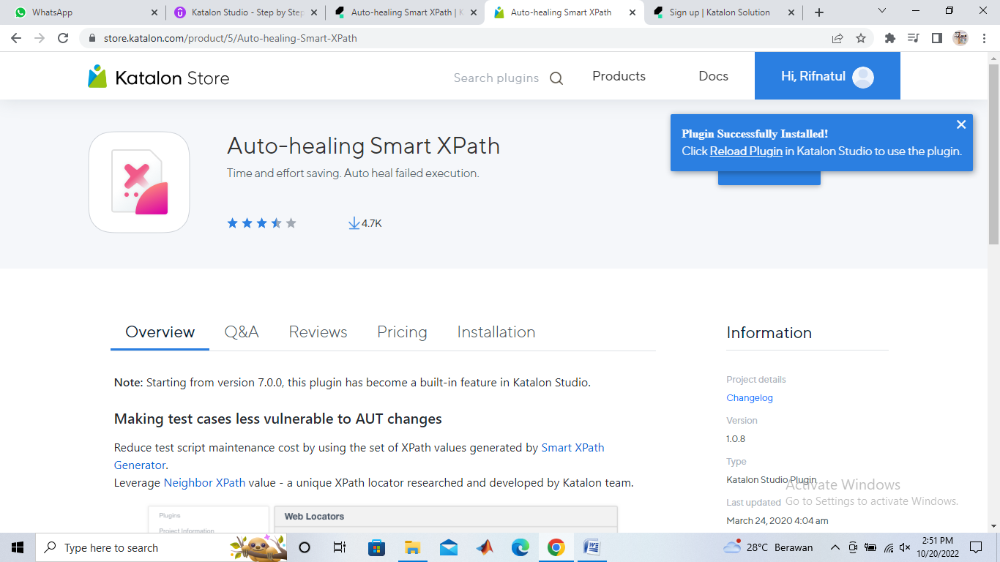 WhatsApp
Katalon Studio - Step by Step
Auto-healing Smart XPath | K
Auto-healing Smart XPath
Sign up | Katalon Solution
store.katalon.com/product/5/Auto-healing-Smart-XPath
Katalon Store
Search plugins
Products
Docs
Hi, Rifnatul
Plugin Successfully Installed!
Click Reload Plugin in Katalon Studio to use the plugin.
Auto-healing Smart XPath
Time and effort saving. Auto heal failed execution.
4.7K
Overview
Q&A
Reviews
Pricing
Installation
Information
Note: Starting from version 7.0.0, this plugin has become a built-in feature in Katalon Studio.
Making test cases less vulnerable to AUT changes
Reduce test script maintenance cost by using the set of XPath values generated by Smart XPath
Generator.
Leverage Neighbor XPath value - a unique XPath locator researched and developed by Katalon team.
Plugins
Project Information
Web Locators
Project details
Changelog
Version
1.0.8
Type
Katalon Studio Plugin
Last updated
March 24, 2020 4:04 am
Activate Windows
Go to Settings to activate Windows.
Type here to search
28°C Berawan
2:51 PM
10/20/2022